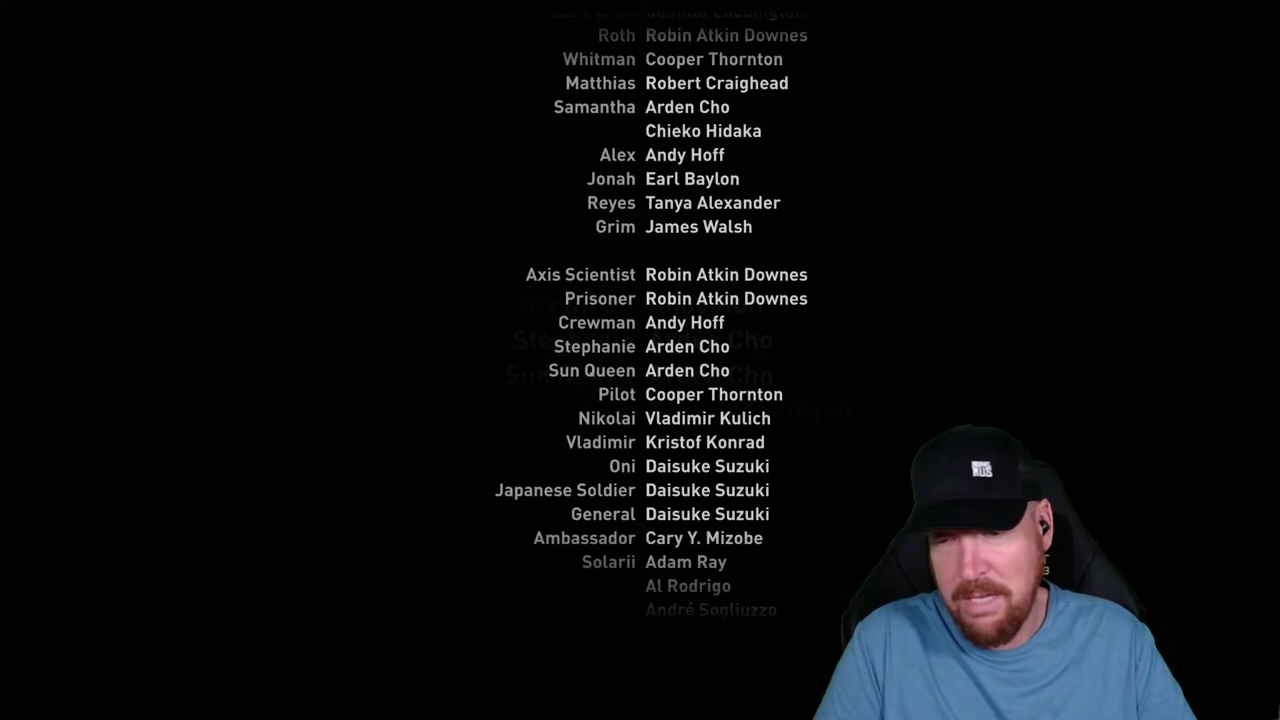 Camilla Luddington
Roth Robin Atkin Downes
Whitman Cooper Thornton
Matthias Robert Craighead
Samantha Arden Cho
Chieko Hidaka
Alex Andy Hoff
Jonah Earl Baylon
Reyes Tanya Alexander
Grim James Walsh
Axis Scientist Robin Atkin Downes
Prisoner Robin Atkin Downes
Crewman Andy Hoff
Stephanie Arden Cho
Sun Queen Arden Cho
Pilot Cooper Thornton
Nikolai Vladimir Kulich
Vladimir Kristof Konrad
Oni Daisuke Suzuki
Japanese Soldier Daisuke Suzuki
General Daisuke Suzuki
Ambassador Cary Y. Mizobe
Solarii Adam Ray
Al Rodrigo
André Sogliuzzo